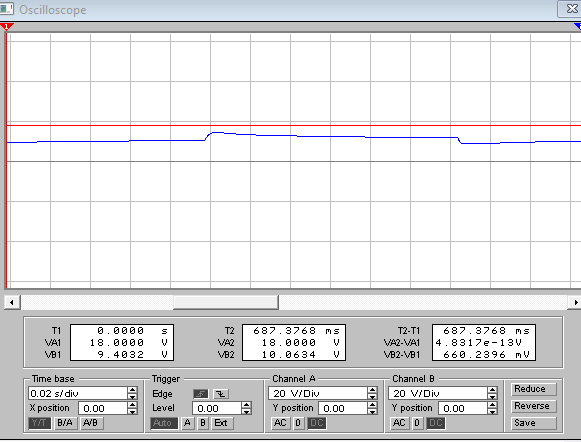 Oscilloscope
1
T1 0.0000 s T2 687.3768 ms T2-T1 687.3768 ms
VA1 18.0000 V VA2 18.0000 V VA2-VA1 4.8317e-13V
VB1 9.4032 V VB2 10.0634 V VB2-VB1 660.2396 mV
Time base Trigger Channel A Channel B
0.02 s/div Edge 20 V/Div 20 V/Div Reduce
X position 0.00 Level 0.00 Y position 0.00 Y position 0.00 Reverse
Y/T B/A A/B Auto A B Ext AC 0 DC AC 0 DC Save